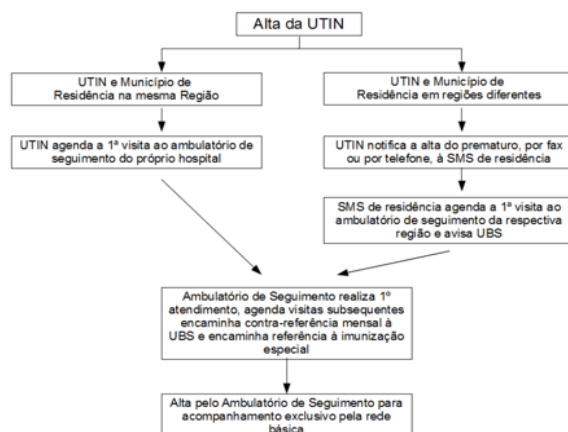 Alta da UTIN
UTIN e Município de
Residência na mesma Região
UTIN e Município de
Residência em regiões diferentes
UTIN agenda a 1ª visita ao ambulatório de
seguimento do próprio hospital
UTIN notifica a alta do prematuro, por fax
ou por telefone, à SMS de residência
SMS de residência agenda a 1ª visita ao
ambulatório de seguimento da respectiva
região e avisa UBS
Ambulatório de Seguimento realiza 1º
atendimento, agenda visitas subsequentes
encaminha contra-referência mensal à
UBS e encaminha referência à imunização
especial
Alta pelo Ambulatório de Seguimento para
acompanhamento exclusivo pela rede
básica